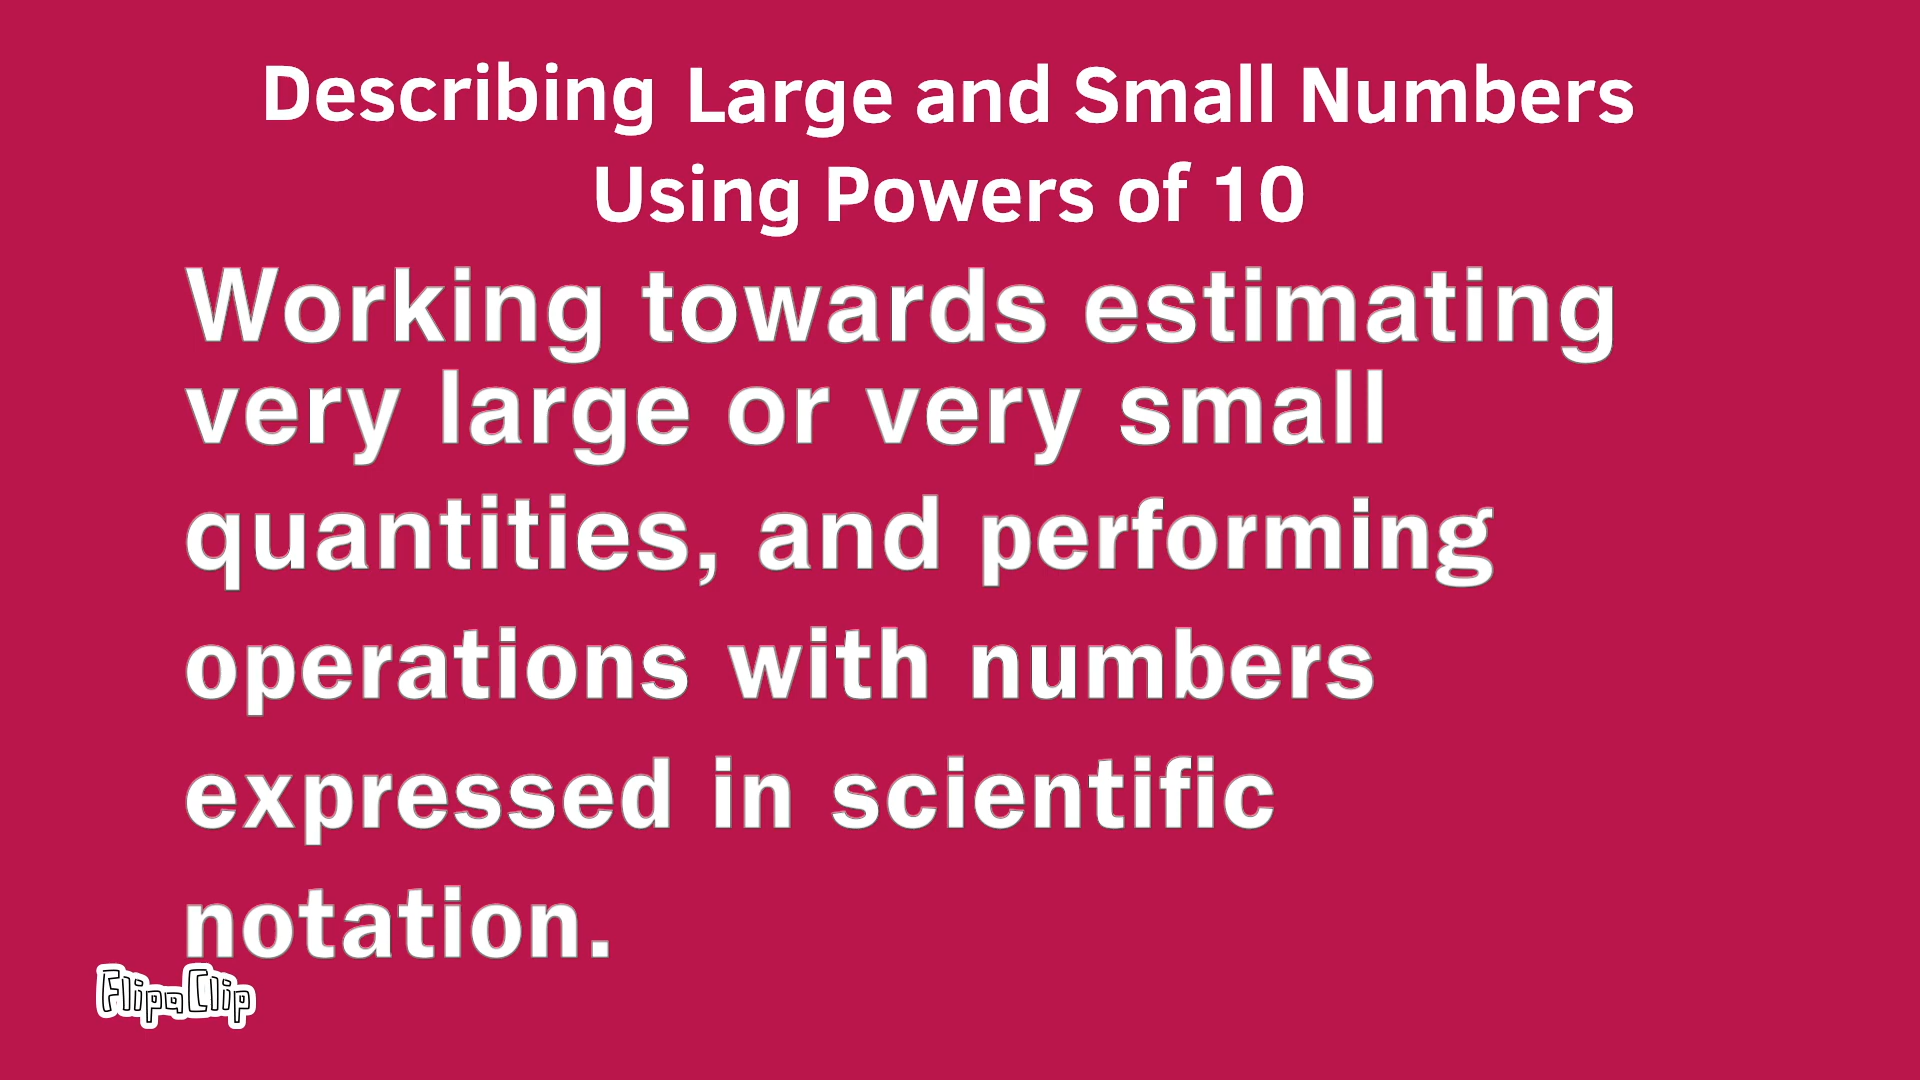 Describing Large and Small Numbers
Using Powers of 10
Working towards estimating
very large or very small
quantities, and performing
operations with numbers
expressed in scientific
notation.
FlipaClip